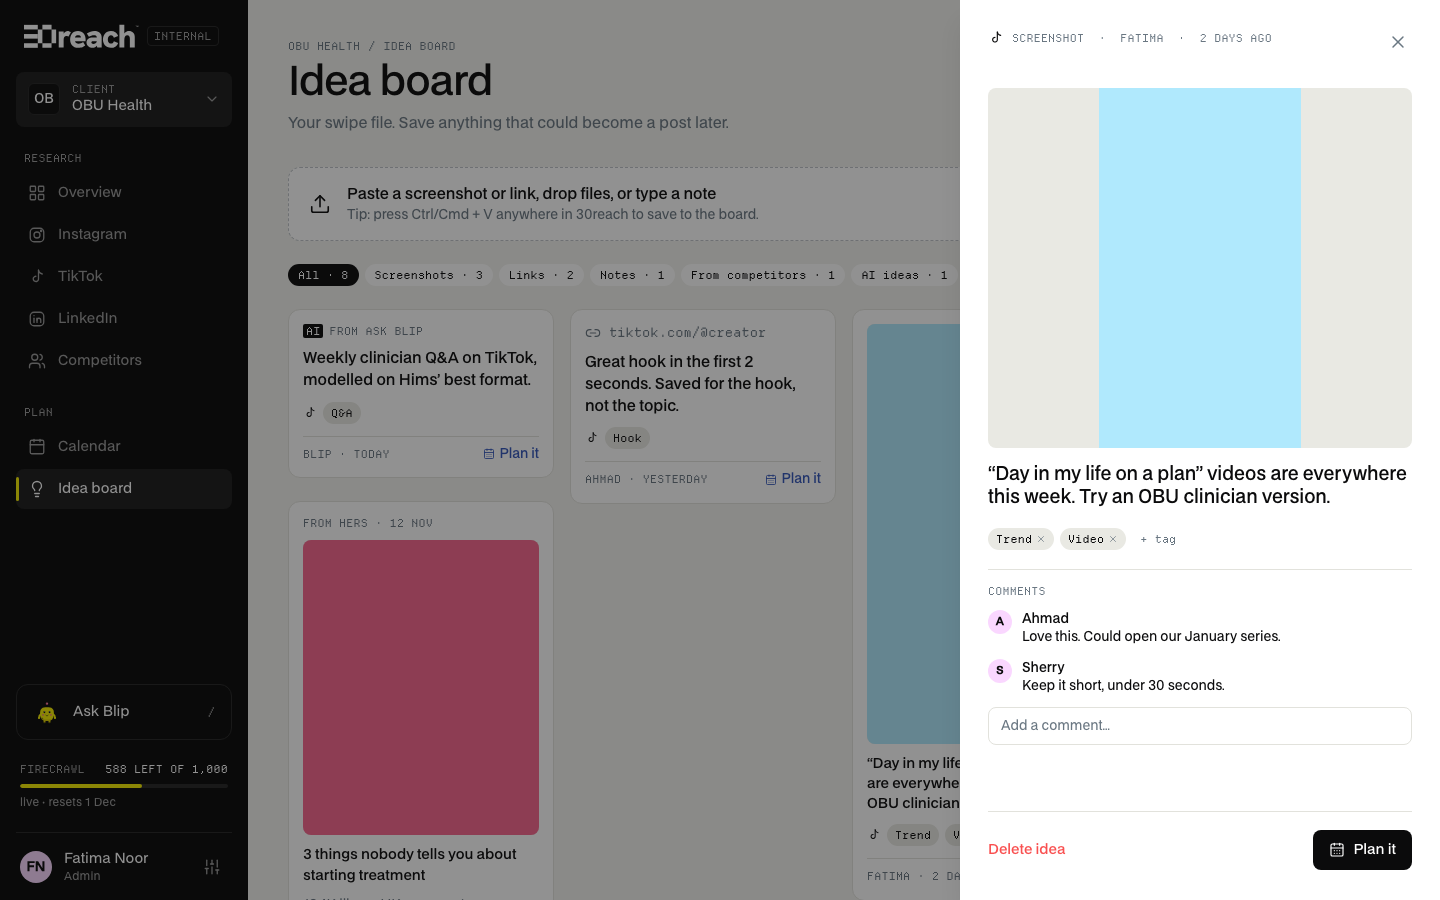 30reach
INTERNAL
OB
CLIENT
OBU Health
RESEARCH
Overview
Instagram
TikTok
LinkedIn
Competitors
PLAN
Calendar
Idea board
Ask Blip
/
FIRECRAWL 588 LEFT OF 1,000
live · resets 1 Dec
FN
Fatima Noor
Admin
OBU HEALTH / IDEA BOARD
Idea board
Your swipe file. Save anything that could become a post later.
Paste a screenshot or link, drop files, or type a note
Tip: press Ctrl/Cmd + V anywhere in 30reach to save to the board.
All · 8
Screenshots · 3
Links · 2
Notes · 1
From competitors · 1
AI ideas · 1
AI FROM ASK BLIP
Weekly clinician Q&A on TikTok,
modelled on Hims’ best format.
Q&A
BLIP · TODAY
Plan it
FROM HERS · 12 NOV
3 things nobody tells you about
starting treatment
tiktok.com/@creator
Great hook in the first 2
seconds. Saved for the hook,
not the topic.
Hook
AHMAD · YESTERDAY
Plan it
“Day in my life
are everywhe
OBU clinician
Trend
V
FATIMA · 2 DA
SCREENSHOT · FATIMA · 2 DAYS AGO
“Day in my life on a plan” videos are everywhere
this week. Try an OBU clinician version.
Trend ×
Video ×
+ tag
COMMENTS
A
Ahmad
Love this. Could open our January series.
S
Sherry
Keep it short, under 30 seconds.
Add a comment…
Delete idea
Plan it